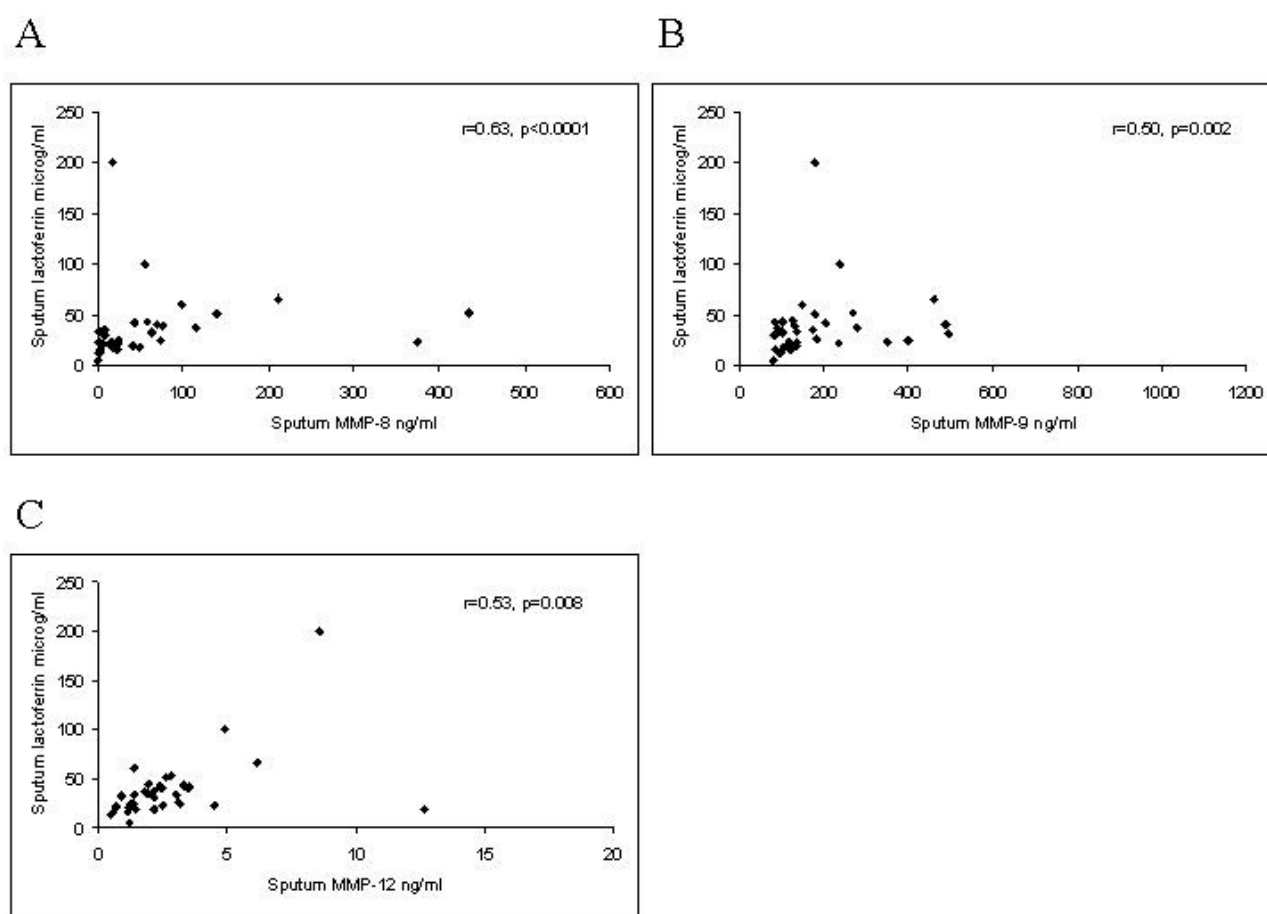 A
r=0.63, p<0.0001
Sputum lactoferrin microg/ml
250
200
150
100
50
0
0 100 200 300 400 500 600
Sputum MMP-8 ng/ml
B
r=0.50, p=0.002
Sputum lactoferrin microg/ml
250
200
150
100
50
0
0 200 400 600 800 1000 1200
Sputum MMP-9 ng/ml
C
r=0.53, p=0.008
Sputum lactoferrin microg/ml
250
200
150
100
50
0
0 5 10 15 20
Sputum MMP-12 ng/ml